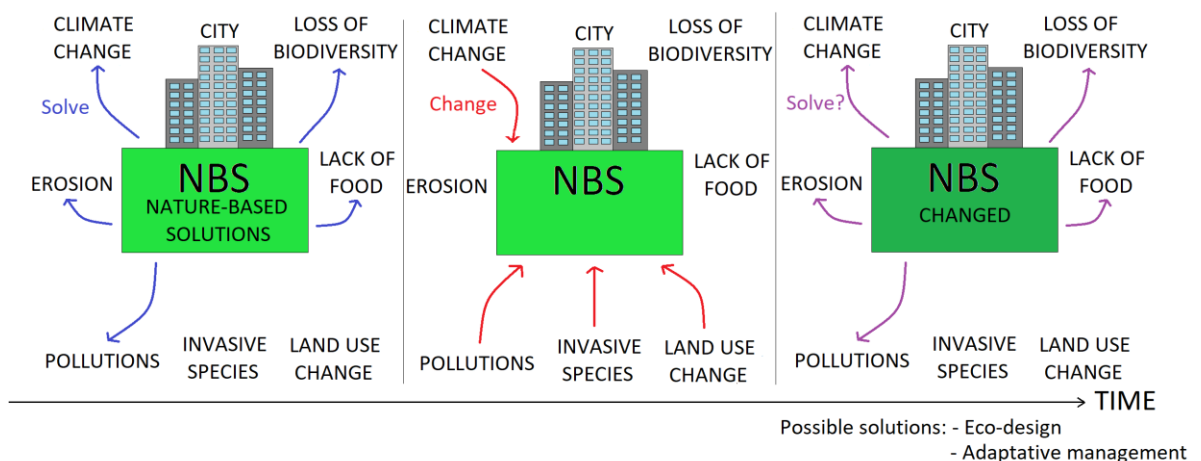 CLIMATE
CHANGE
CITY
LOSS OF
BIODIVERSITY
Solve
NBS
NATURE-BASED
SOLUTIONS
EROSION
LACK OF
FOOD
POLLUTIONS
INVASIVE
SPECIES
LAND USE
CHANGE
CLIMATE
CHANGE
CITY
LOSS OF
BIODIVERSITY
Change
NBS
EROSION
LACK OF
FOOD
POLLUTIONS
INVASIVE
SPECIES
LAND USE
CHANGE
CLIMATE
CHANGE
CITY
LOSS OF
BIODIVERSITY
Solve?
NBS
CHANGED
EROSION
LACK OF
FOOD
POLLUTIONS
INVASIVE
SPECIES
LAND USE
CHANGE
TIME
Possible solutions: - Eco-design
- Adaptative management